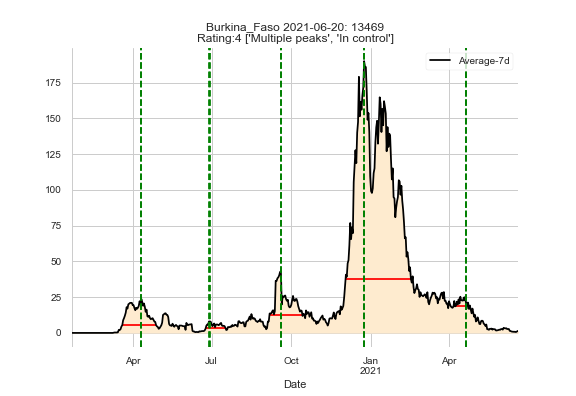 Burkina_Faso 2021-06-20: 13469
Rating:4 ['Multiple peaks', 'In control']
Average-7d
175
150
125
100
75
50
25
0
Apr
Jul
Oct
Jan
2021
Apr
Date